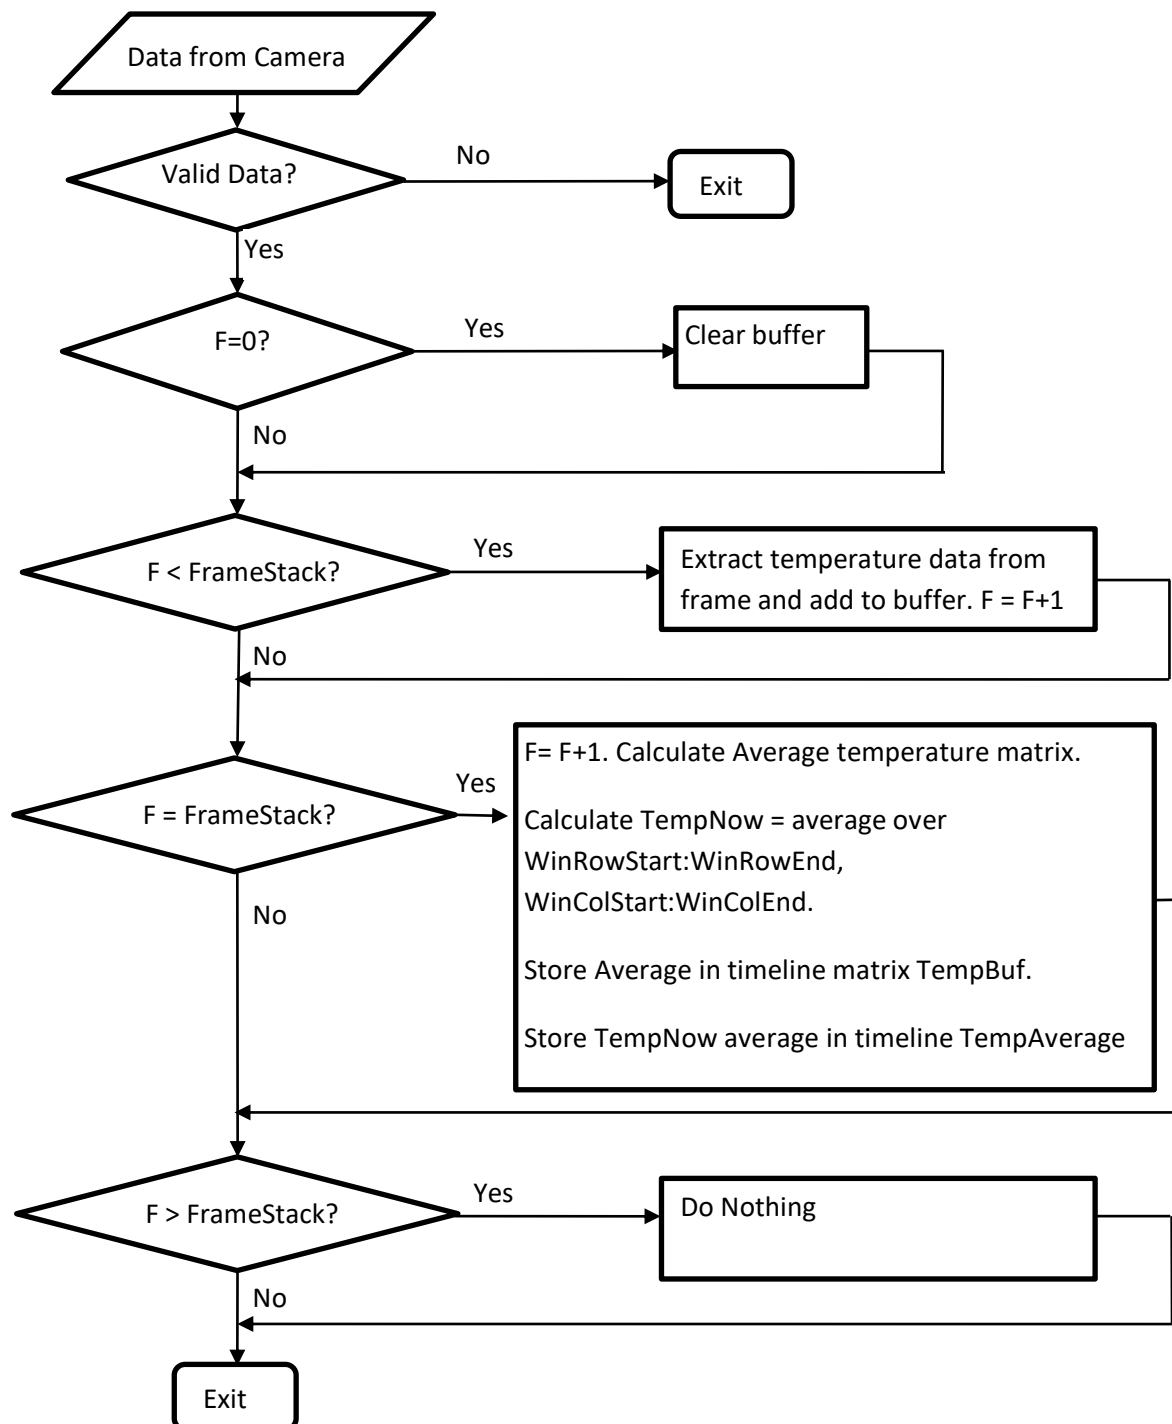 Data from Camera
Valid Data?
No
Exit
Yes
F=0?
Yes
Clear buffer
No
F < FrameStack?
Yes
Extract temperature data from
frame and add to buffer. F = F+1
No
F = FrameStack?
Yes
F= F+1. Calculate Average temperature matrix.
Calculate TempNow = average over
WinRowStart:WinRowEnd,
WinColStart:WinColEnd.
Store Average in timeline matrix TempBuf.
Store TempNow average in timeline TempAverage
No
F > FrameStack?
Yes
Do Nothing
No
Exit